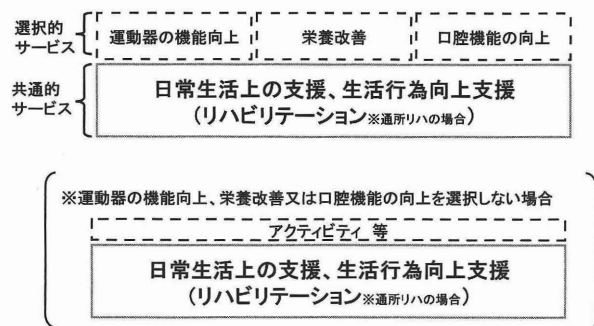 選択的
サービス
運動器の機能向上
栄養改善
口腔機能の向上
共通的
サービス
日常生活上の支援、生活行為向上支援
(リハビリテーション※通所リハの場合)
※運動器の機能向上、栄養改善又は口腔機能の向上を選択しない場合
アクティビティ 等
日常生活上の支援、生活行為向上支援
(リハビリテーション※通所リハの場合)